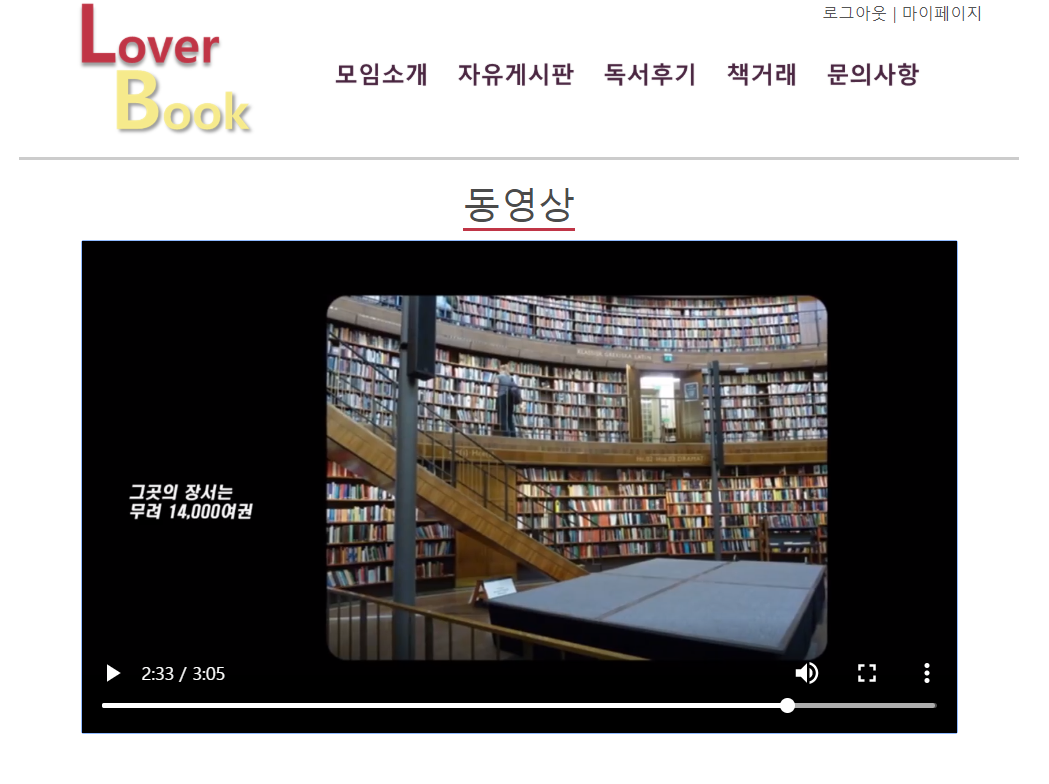 로그아웃 | 마이페이지
Lover
Book
모임소개 자유게시판 독서후기 책거래 문의사항
동영상
그곳의 장서는
무려 14,000여권
2:33 / 3:05